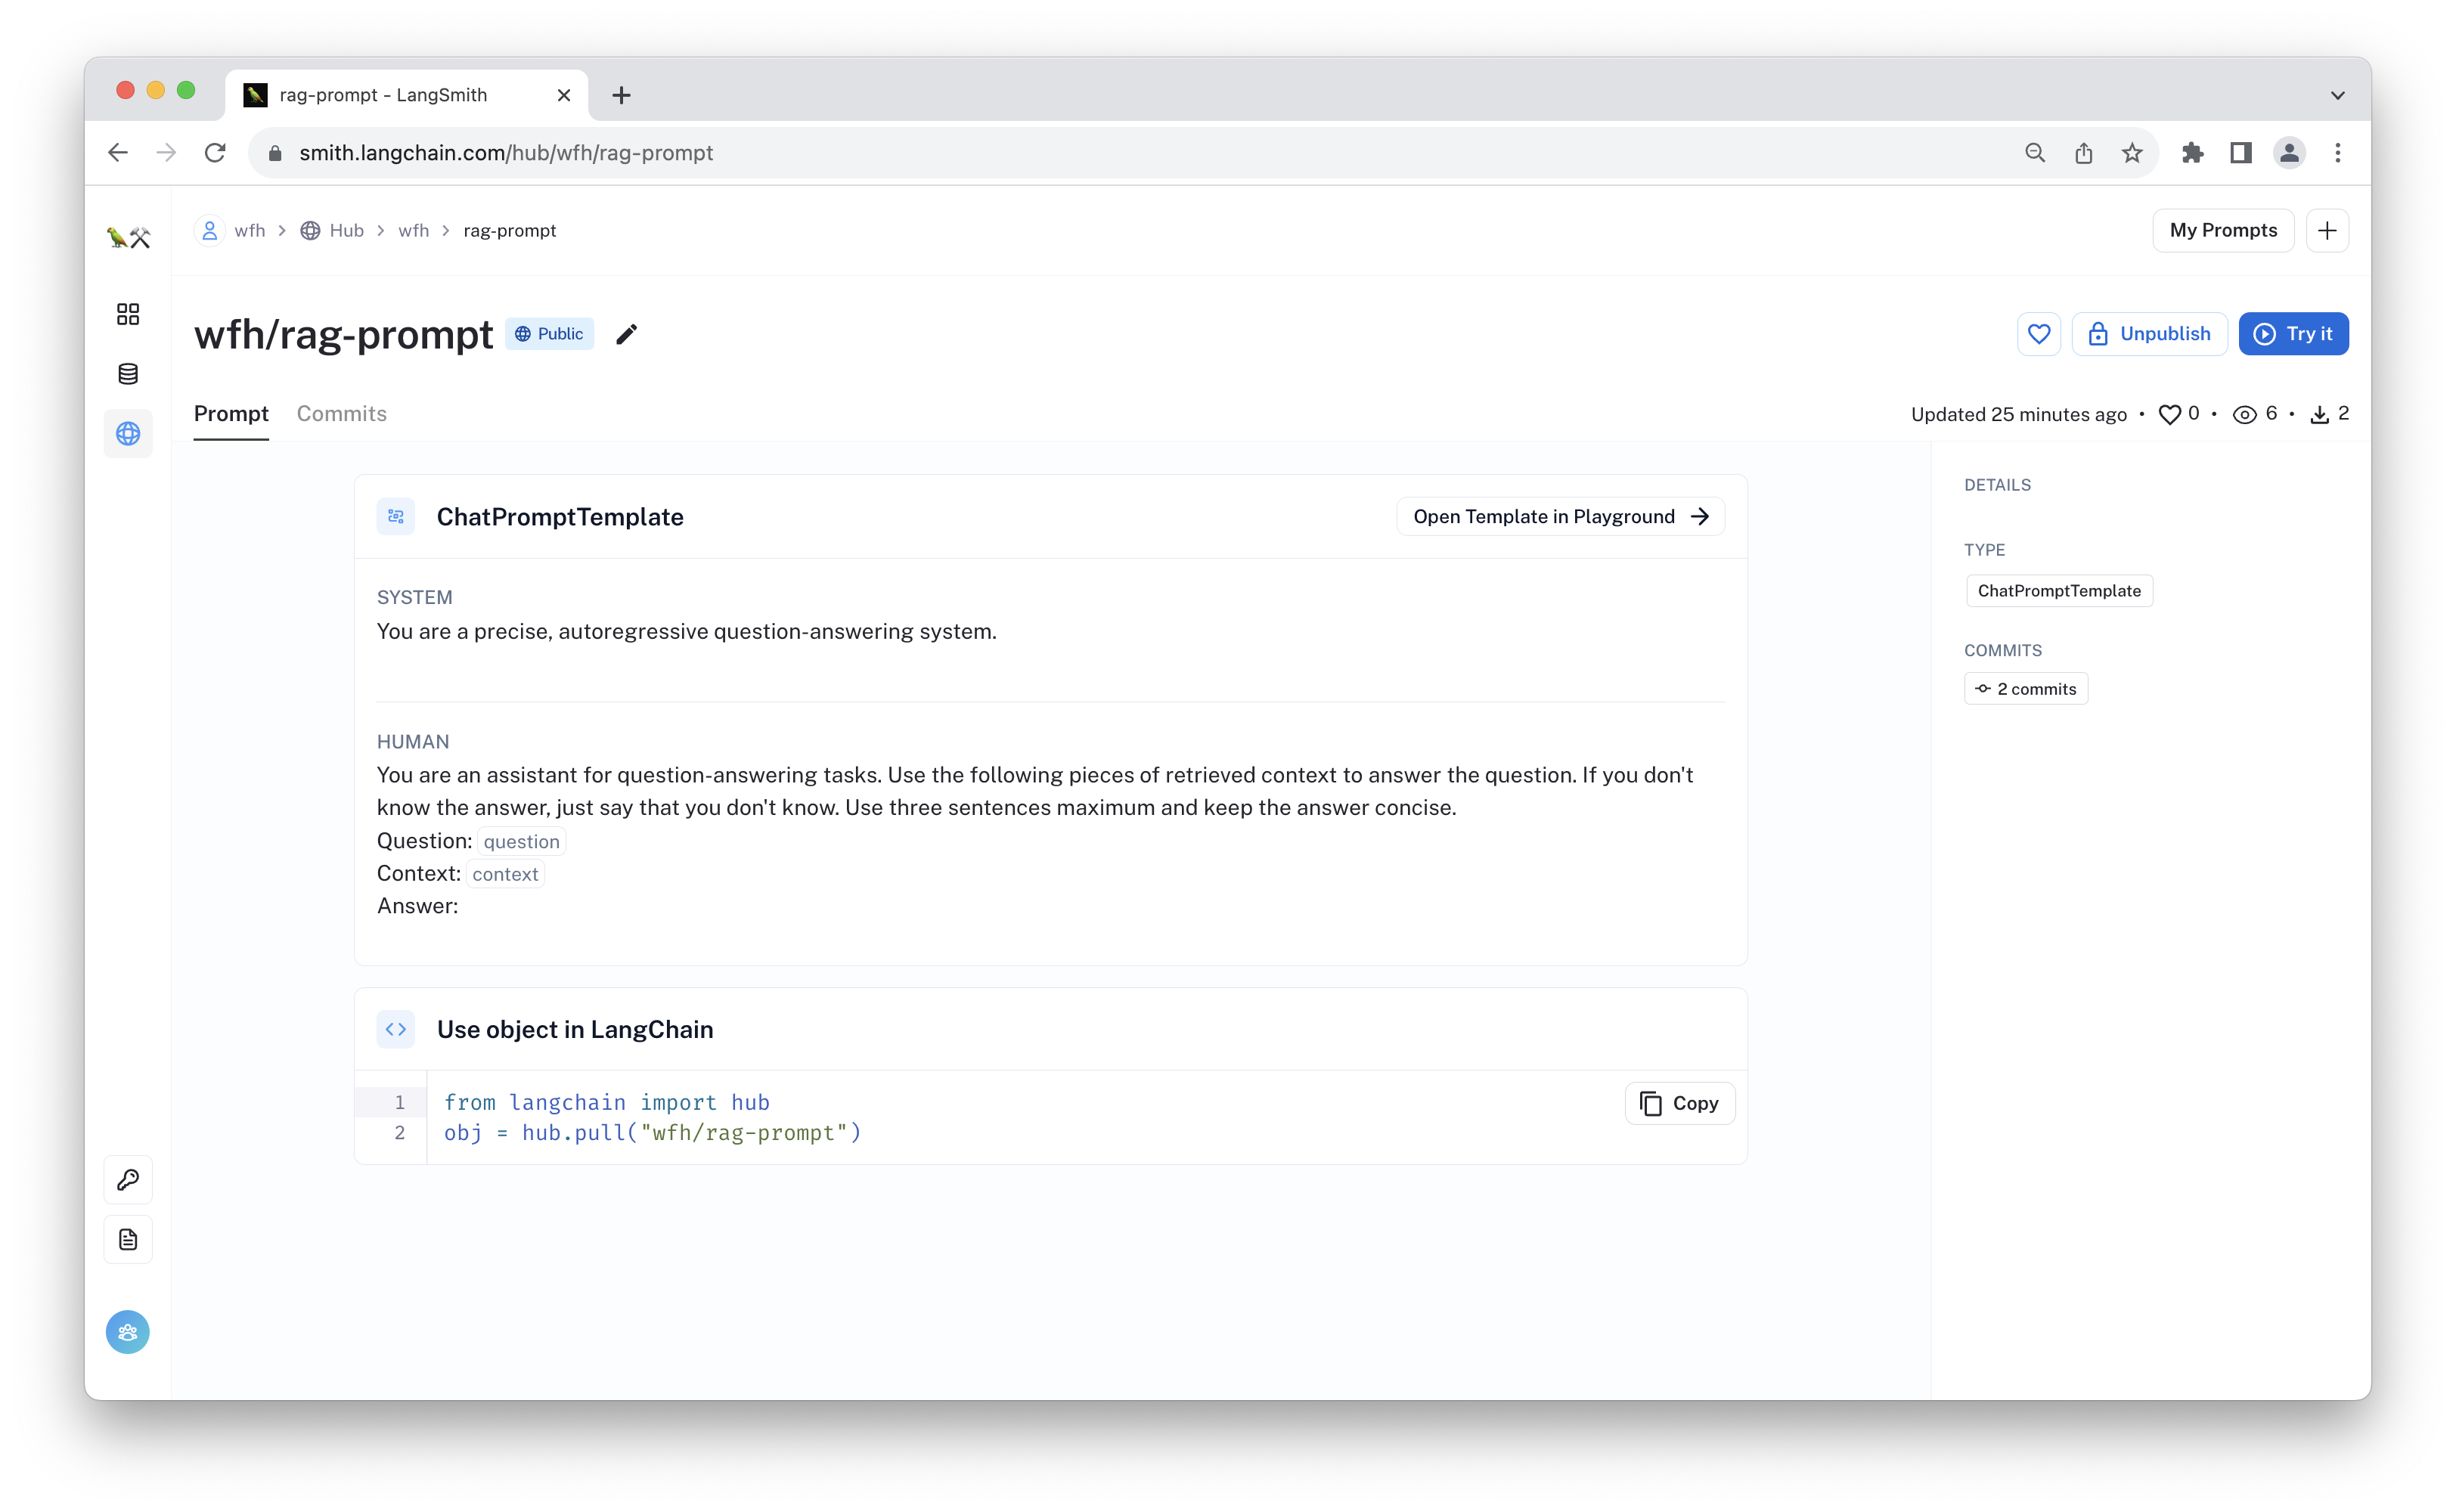 rag-prompt - LangSmith
smith.langchain.com/hub/wfh/rag-prompt
wfh > Hub > wfh > rag-prompt
My Prompts
wfh/rag-prompt Public
Unpublish Try it
Prompt Commits
Updated 25 minutes ago • 0 • 6 • 2
ChatPromptTemplate
Open Template in Playground
SYSTEM
You are a precise, autoregressive question-answering system.
HUMAN
You are an assistant for question-answering tasks. Use the following pieces of retrieved context to answer the question. If you don't
know the answer, just say that you don't know. Use three sentences maximum and keep the answer concise.
Question: question
Context: context
Answer:
Use object in LangChain
1 from langchain import hub
2 obj = hub.pull("wfh/rag-prompt")
Copy
DETAILS
TYPE
ChatPromptTemplate
COMMITS
2 commits